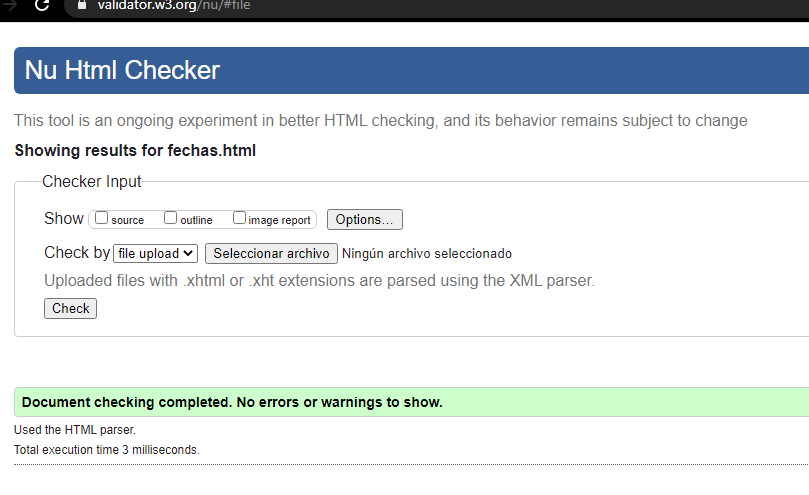 validator.w3.org/nu/#file
Nu Html Checker
This tool is an ongoing experiment in better HTML checking, and its behavior remains subject to change
Showing results for fechas.html
Checker Input
Show source outline image report Options...
Check by file upload Seleccionar archivo Ningún archivo seleccionado
Uploaded files with .xhtml or .xht extensions are parsed using the XML parser.
Check
Document checking completed. No errors or warnings to show.
Used the HTML parser.
Total execution time 3 milliseconds.